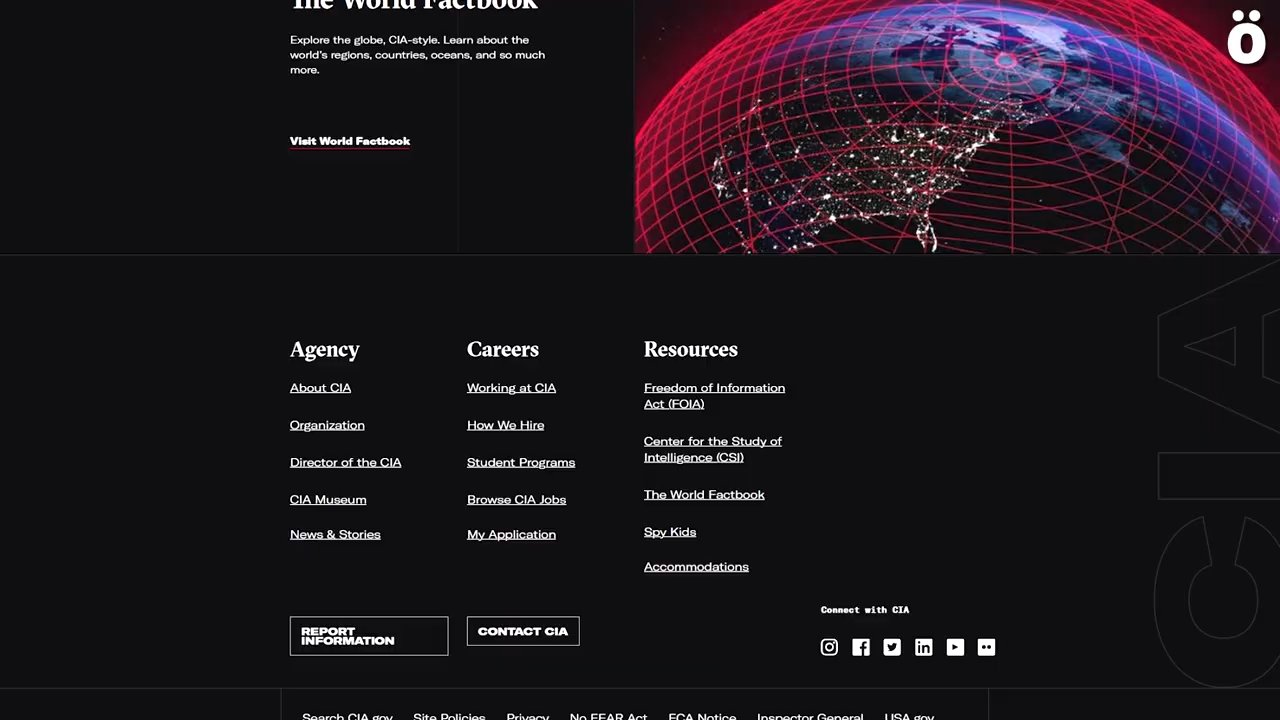 The World Factbook
Explore the globe, CIA-style. Learn about the
world's regions, countries, oceans, and so much
more.
Visit World Factbook
ö
Agency
About CIA
Organization
Director of the CIA
CIA Museum
News & Stories
Careers
Working at CIA
How We Hire
Student Programs
Browse CIA Jobs
My Application
Resources
Freedom of Information
Act (FOIA)
Center for the Study of
Intelligence (CSI)
The World Factbook
Spy Kids
Accommodations
REPORT
INFORMATION
CONTACT CIA
Connect with CIA
CIA
Search CIA.gov Site Policies Privacy No FEAR Act ECA Notice Inspector General USA.gov